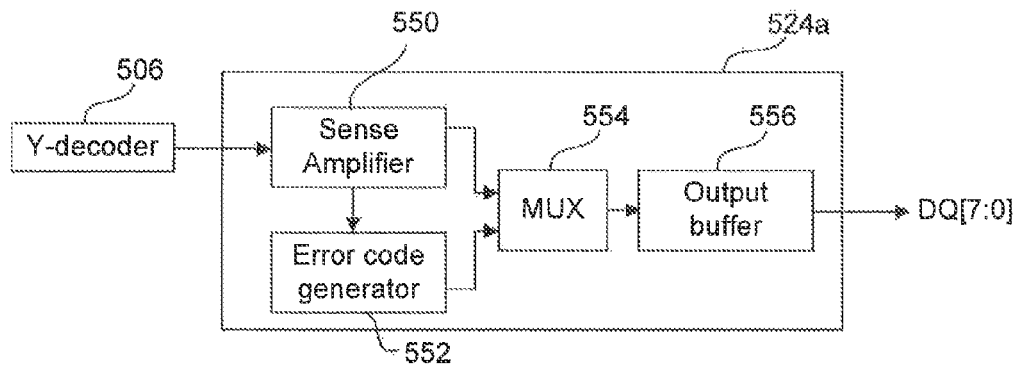 550
524a
506
554
556
Y-decoder
Sense
Amplifier
MUX
Output
buffer
DQ[7:0]
Error code
generator
552